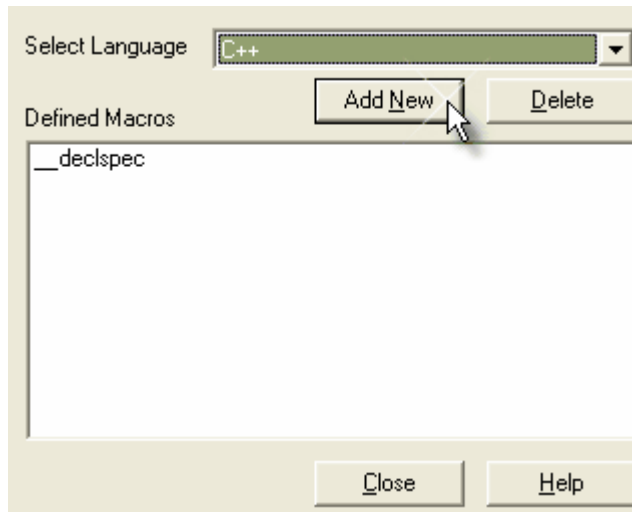 Select Language C++
Add New Delete
Defined Macros
__declspec
Close Help